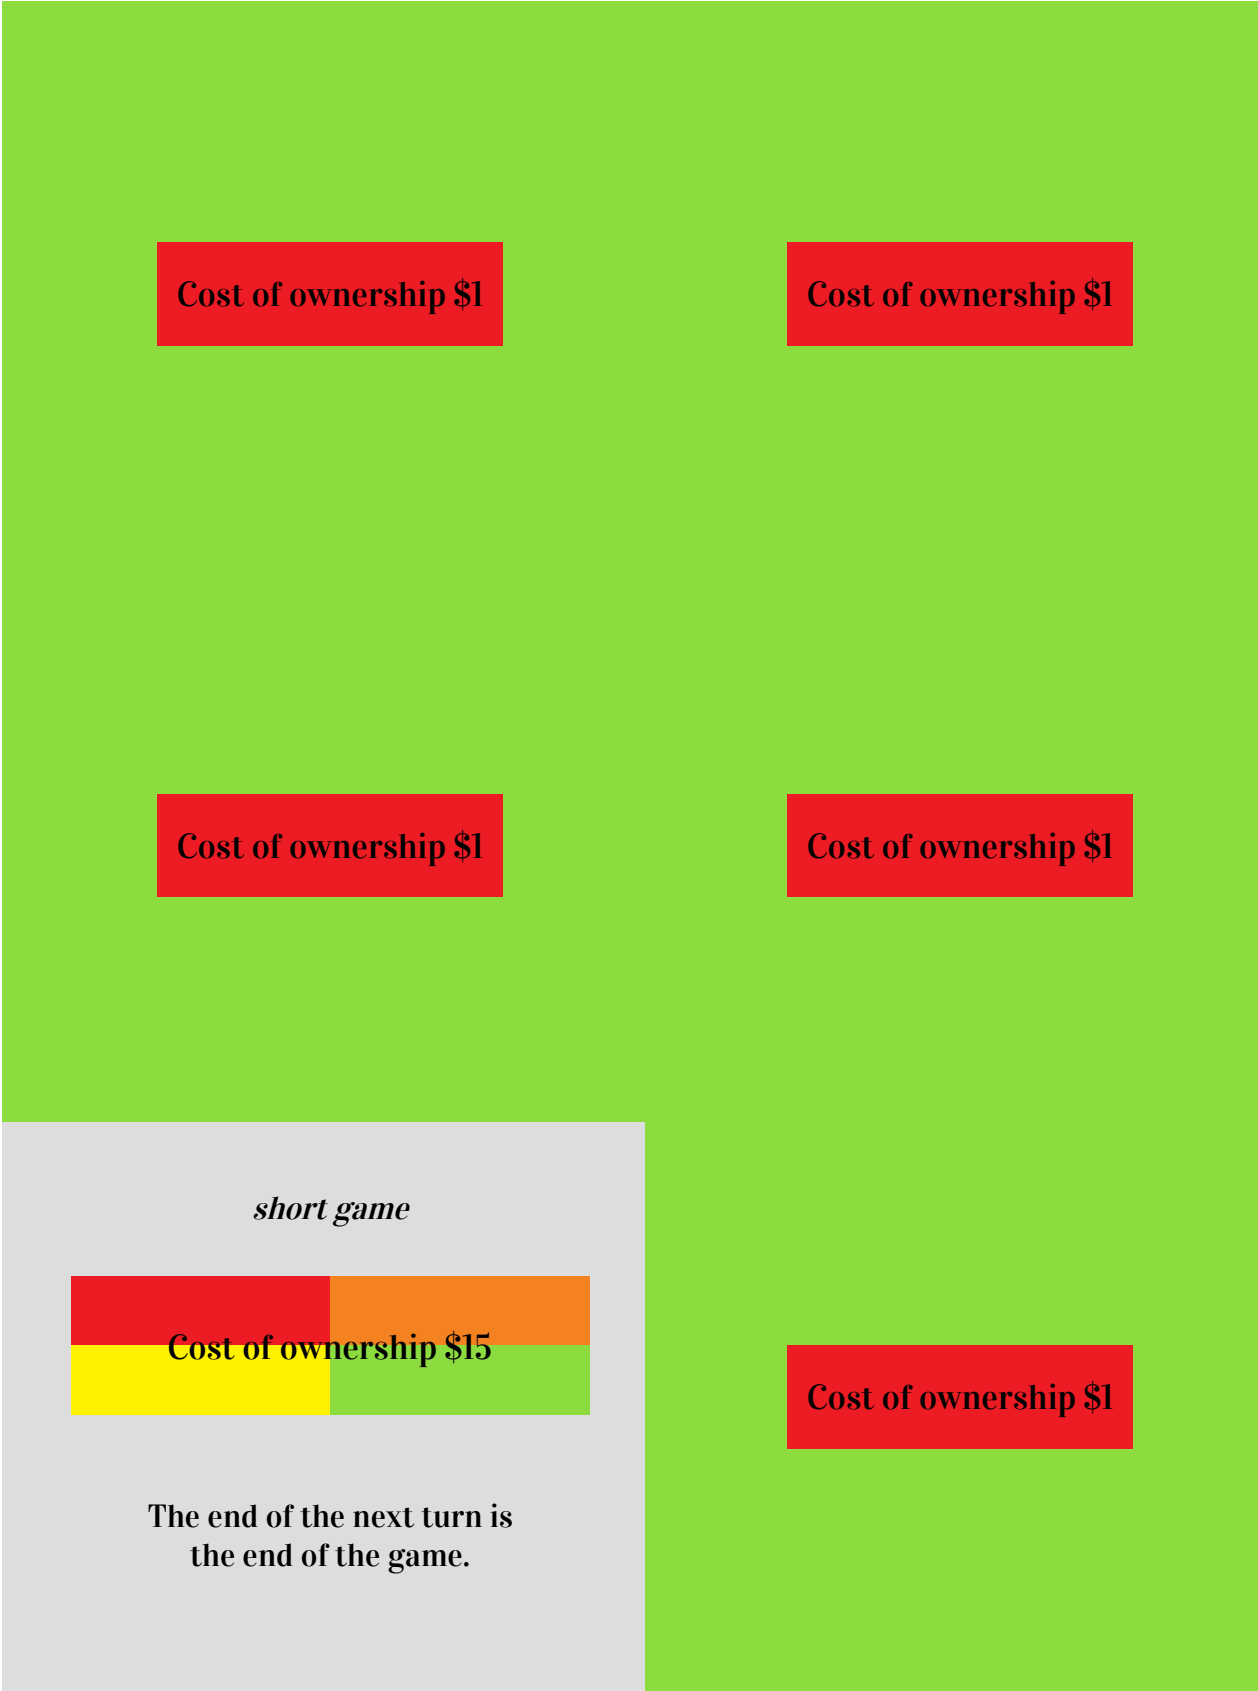 Cost of ownership $1
Cost of ownership $1
Cost of ownership $1
Cost of ownership $1
short game
Cost of ownership $15
The end of the next turn is
the end of the game.
Cost of ownership $1